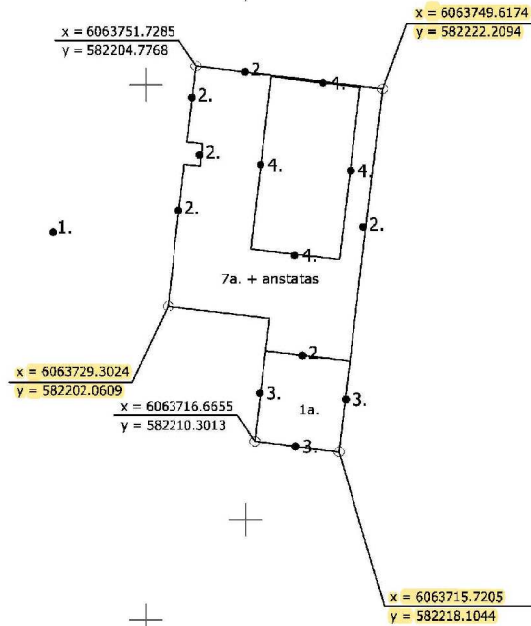 x = 6063749.6174
y = 582222.2094
x = 6063751.7285
y = 582204.7768
2.
4.
2.
2.
4.
4.
2.
2.
1.
4.
7a. + anstatas
2.
x = 6063729.3024
y = 582202.0609
3.
3.
x = 6063716.6655
y = 582210.3013
1a.
3.
x = 6063715.7205
y = 582218.1044